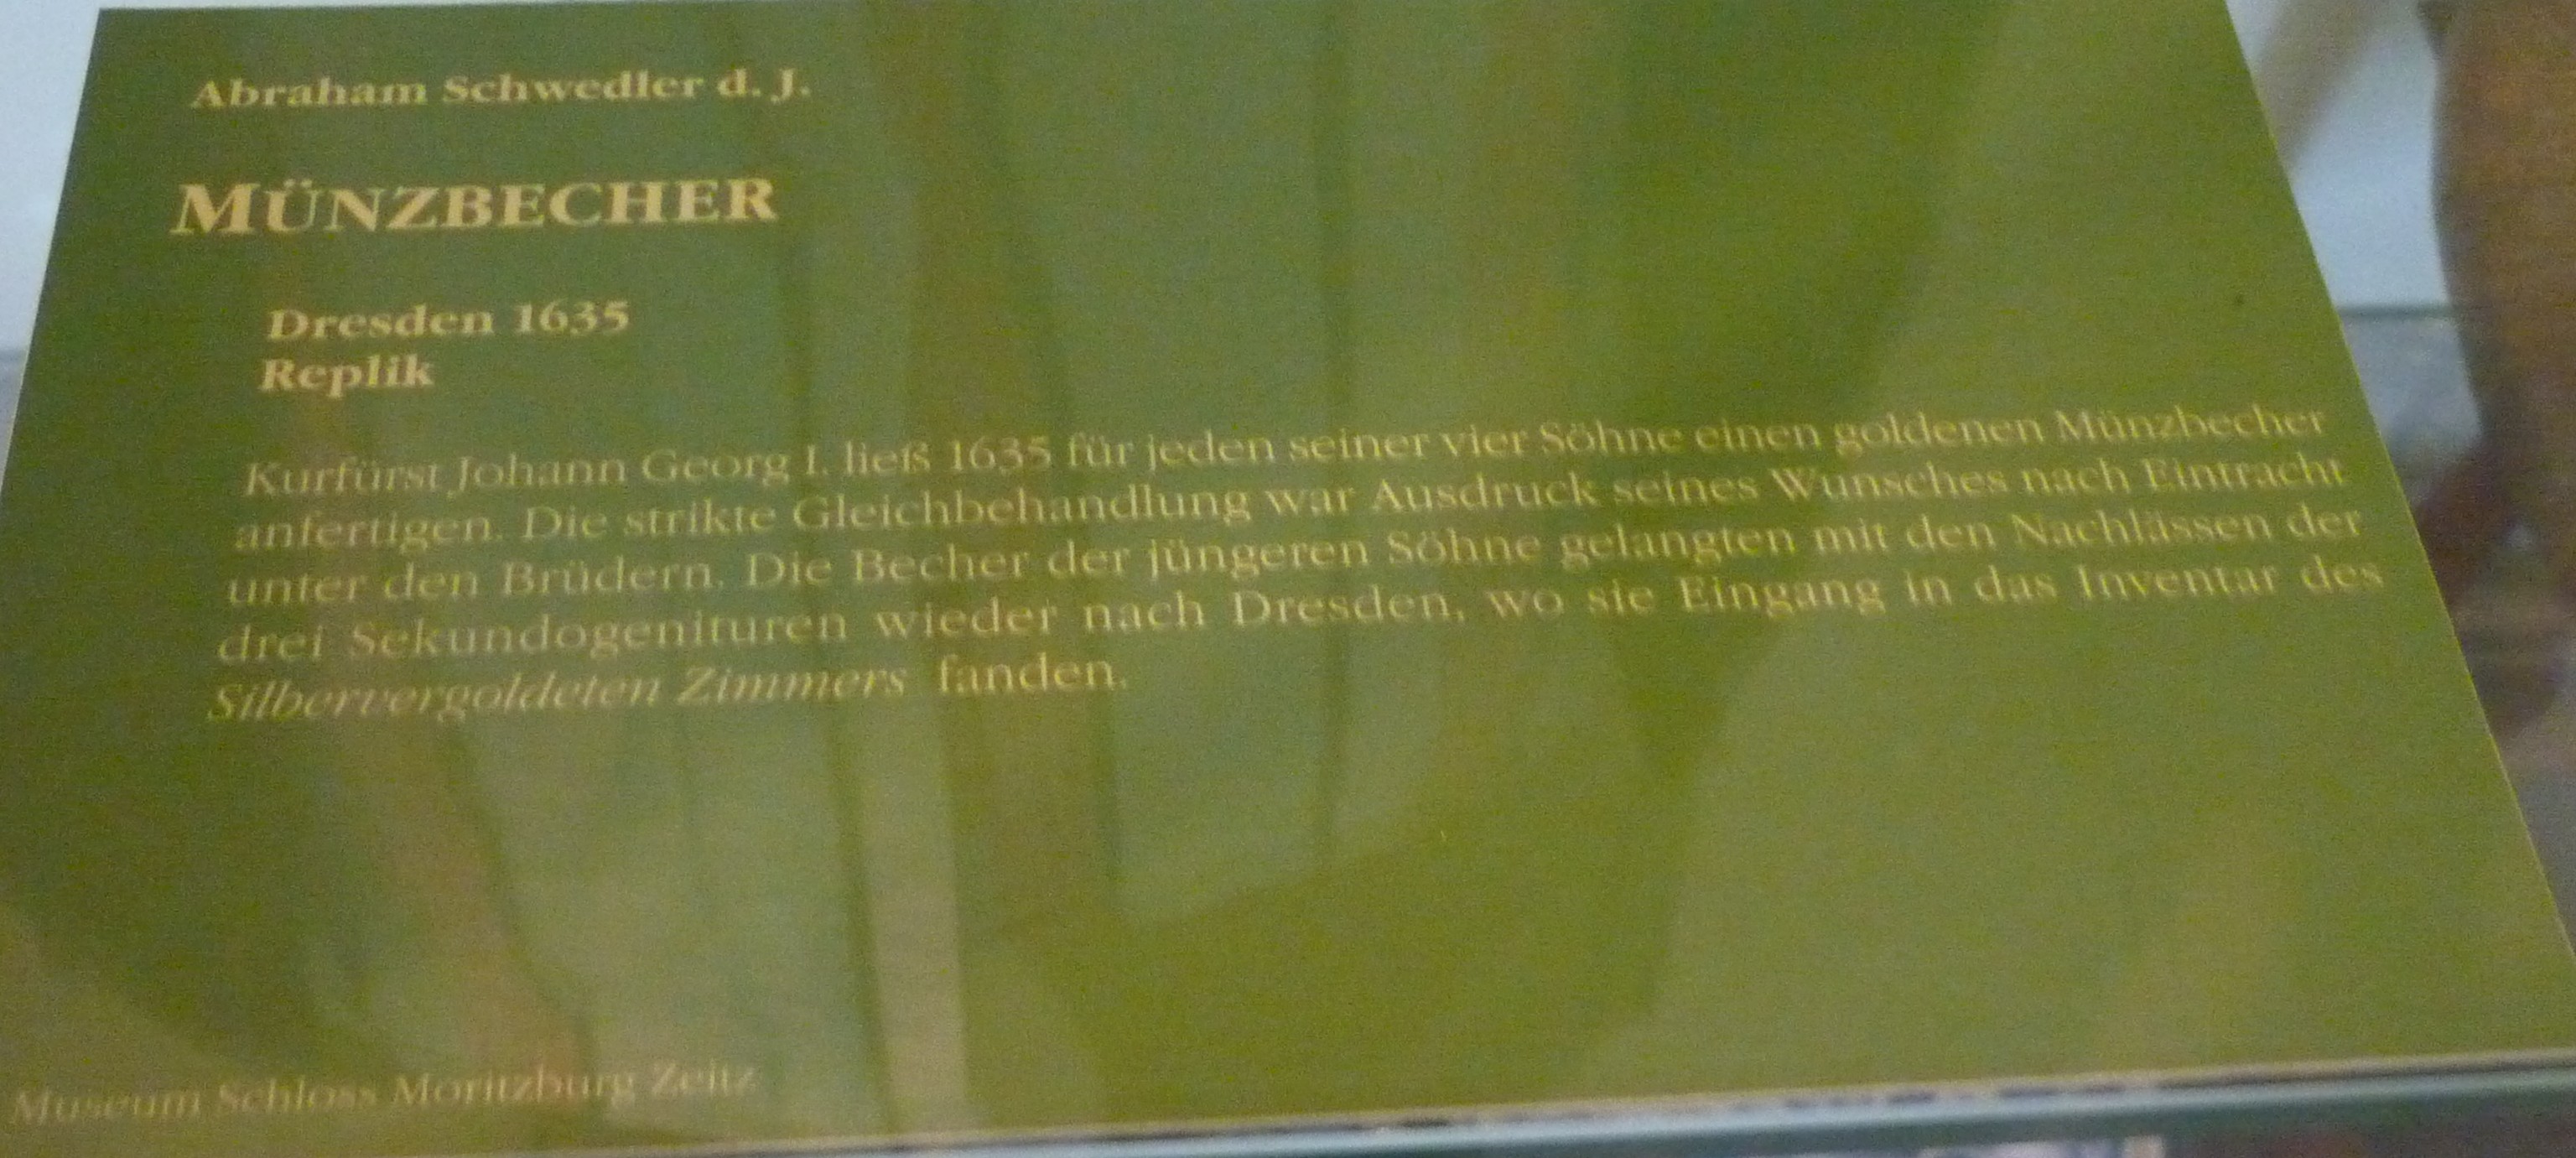 Abraham Schwedler d. J.
MÜNZBECHER
Dresden 1635
Replik
Kurfürst Johann Georg I. ließ 1635 für jeden seiner vier Söhne einen goldenen Münzbecher
anfertigen. Die strikte Gleichbehandlung war Ausdruck seines Wunsches nach Eintracht
unter den Brüdern. Die Becher der jüngeren Söhne gelangten mit den Nachlässen der
drei Sekundogenituren wieder nach Dresden, wo sie Eingang in das Inventar des
Silbervergoldeten Zimmers fanden.
Museum Schloss Moritzburg Zeitz